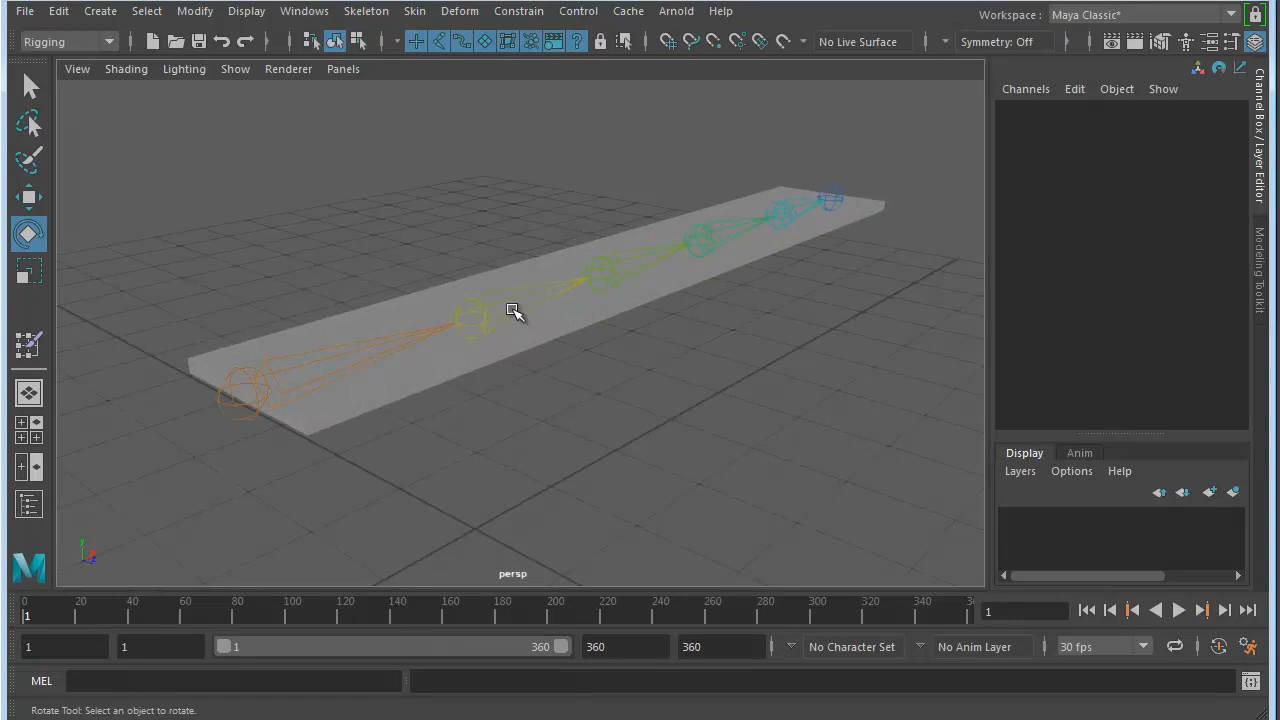 File Edit Create Select Modify Display Windows Skeleton Skin Deform Constrain Control Cache Arnold Help
Workspace : Maya Classic*
Rigging No Live Surface Symmetry: Off
View Shading Lighting Show Renderer Panels
Channels Edit Object Show
Channel Box / Layer Editor
Modeling Toolkit
persp
y
Display Anim
Layers Options Help
0 20 40 60 80 100 120 140 160 180 200 220 240 260 280 300 320 340
1 1
1 1 1 360 360 360 No Character Set No Anim Layer 30 fps
MEL
Rotate Tool: Select an object to rotate.